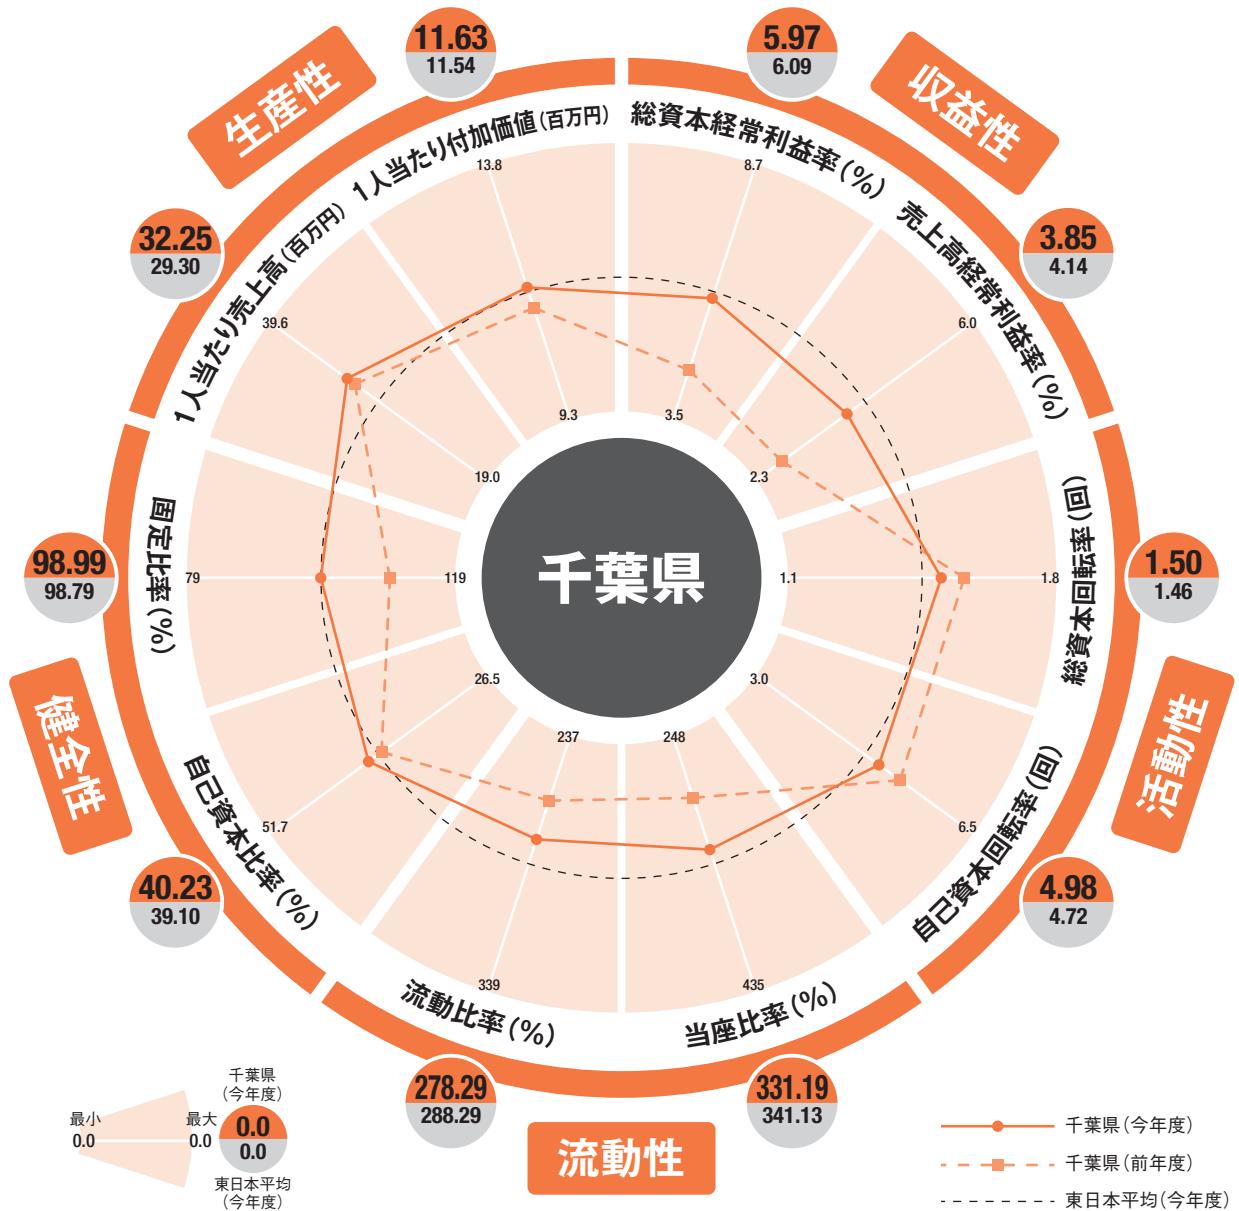 収益性
5.97
6.09
総資本経常利益率(%)
8.7
3.5
3.85
4.14
売上高経常利益率(%)
6.0
2.3
活動性
1.50
1.46
総資本回転率(回)
1.8
1.1
4.98
4.72
自己資本回転率(回)
6.5
3.0
流動性
331.19
341.13
当座比率(%)
435
248
278.29
288.29
流動比率(%)
339
237
健全性
40.23
39.10
自己資本比率(%)
51.7
26.5
98.99
98.79
固定比率(%)
79
119
生産性
32.25
29.30
1人当たり売上高(百万円)
39.6
19.0
11.63
11.54
1人当たり付加価値(百万円)
13.8
9.3
千葉県
千葉県
(今年度)
最小
0.0
最大
0.0
0.0
0.0
東日本平均
(今年度)
千葉県(今年度)
千葉県(前年度)
東日本平均(今年度)